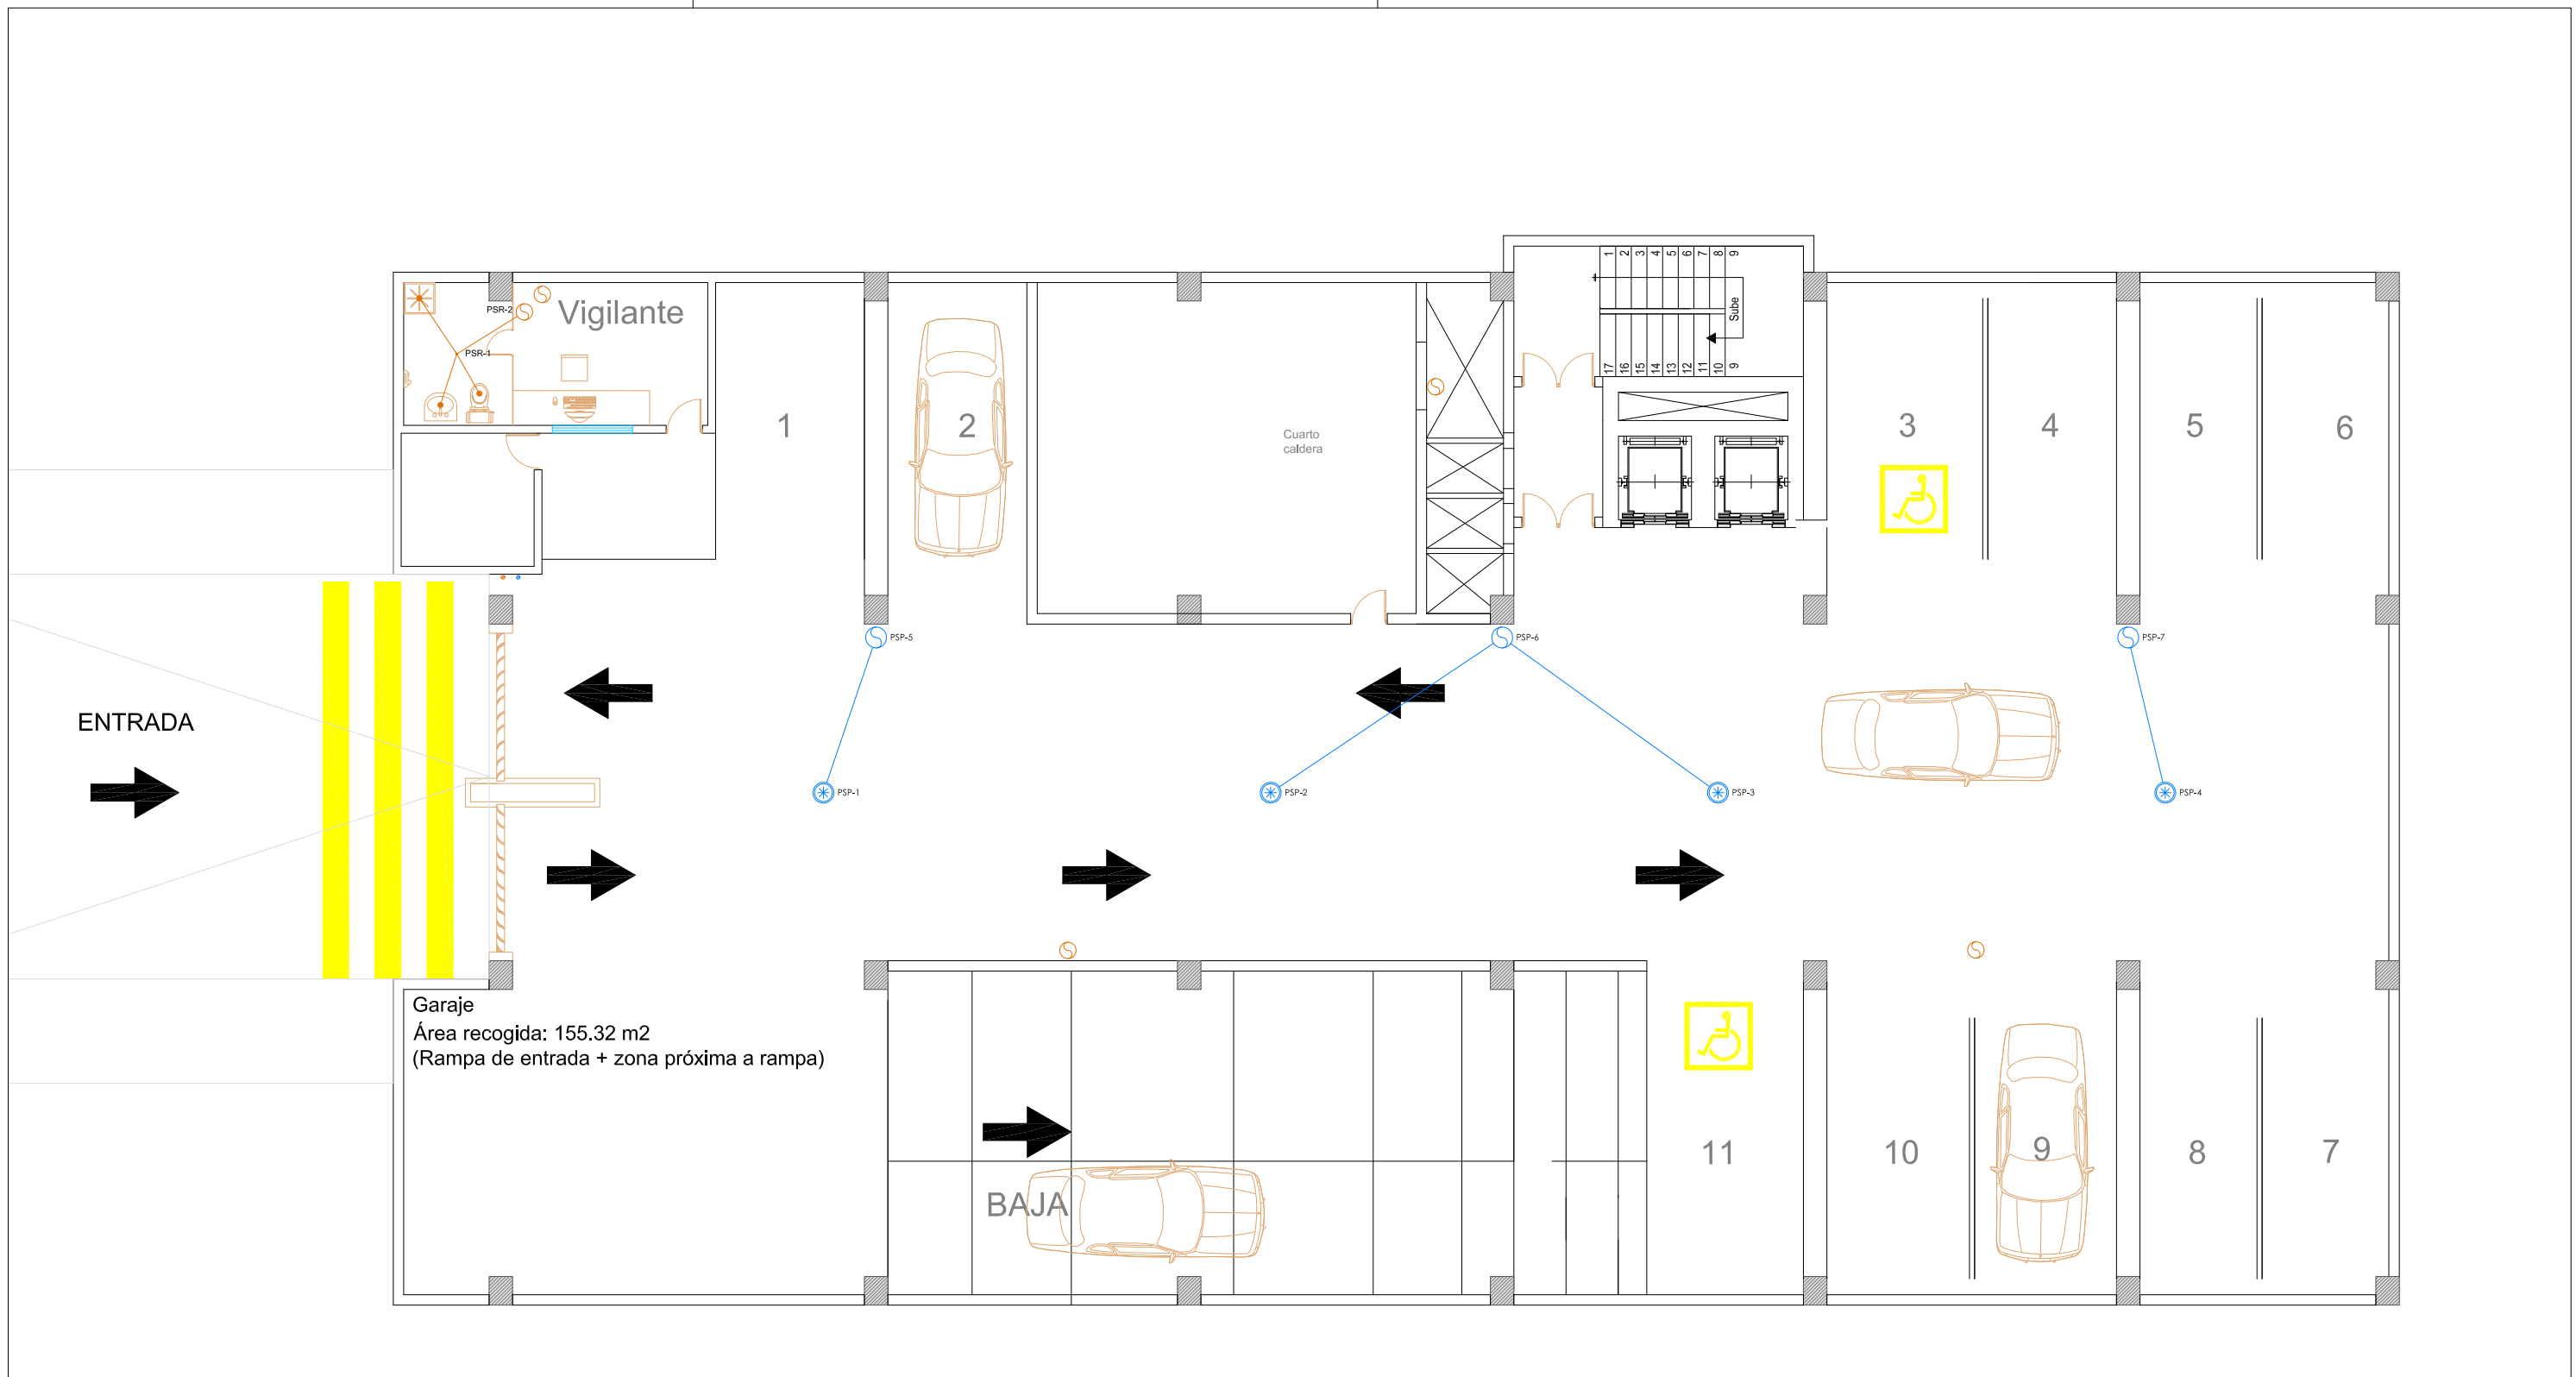 1 2 3 4 5 6 7 8 9
Sube
17 16 15 14 13 12 11 10 9
PSR-2
Vigilante
PSR-1
1
2
Cuarto
caldera
3
4
5
6
PSP-5
PSP-6
PSP-7
ENTRADA
PSP-1
PSP-2
PSP-3
PSP-4
Garaje
Área recogida: 155.32 m2
(Rampa de entrada + zona próxima a rampa)
BAJA
11
10
9
8
7